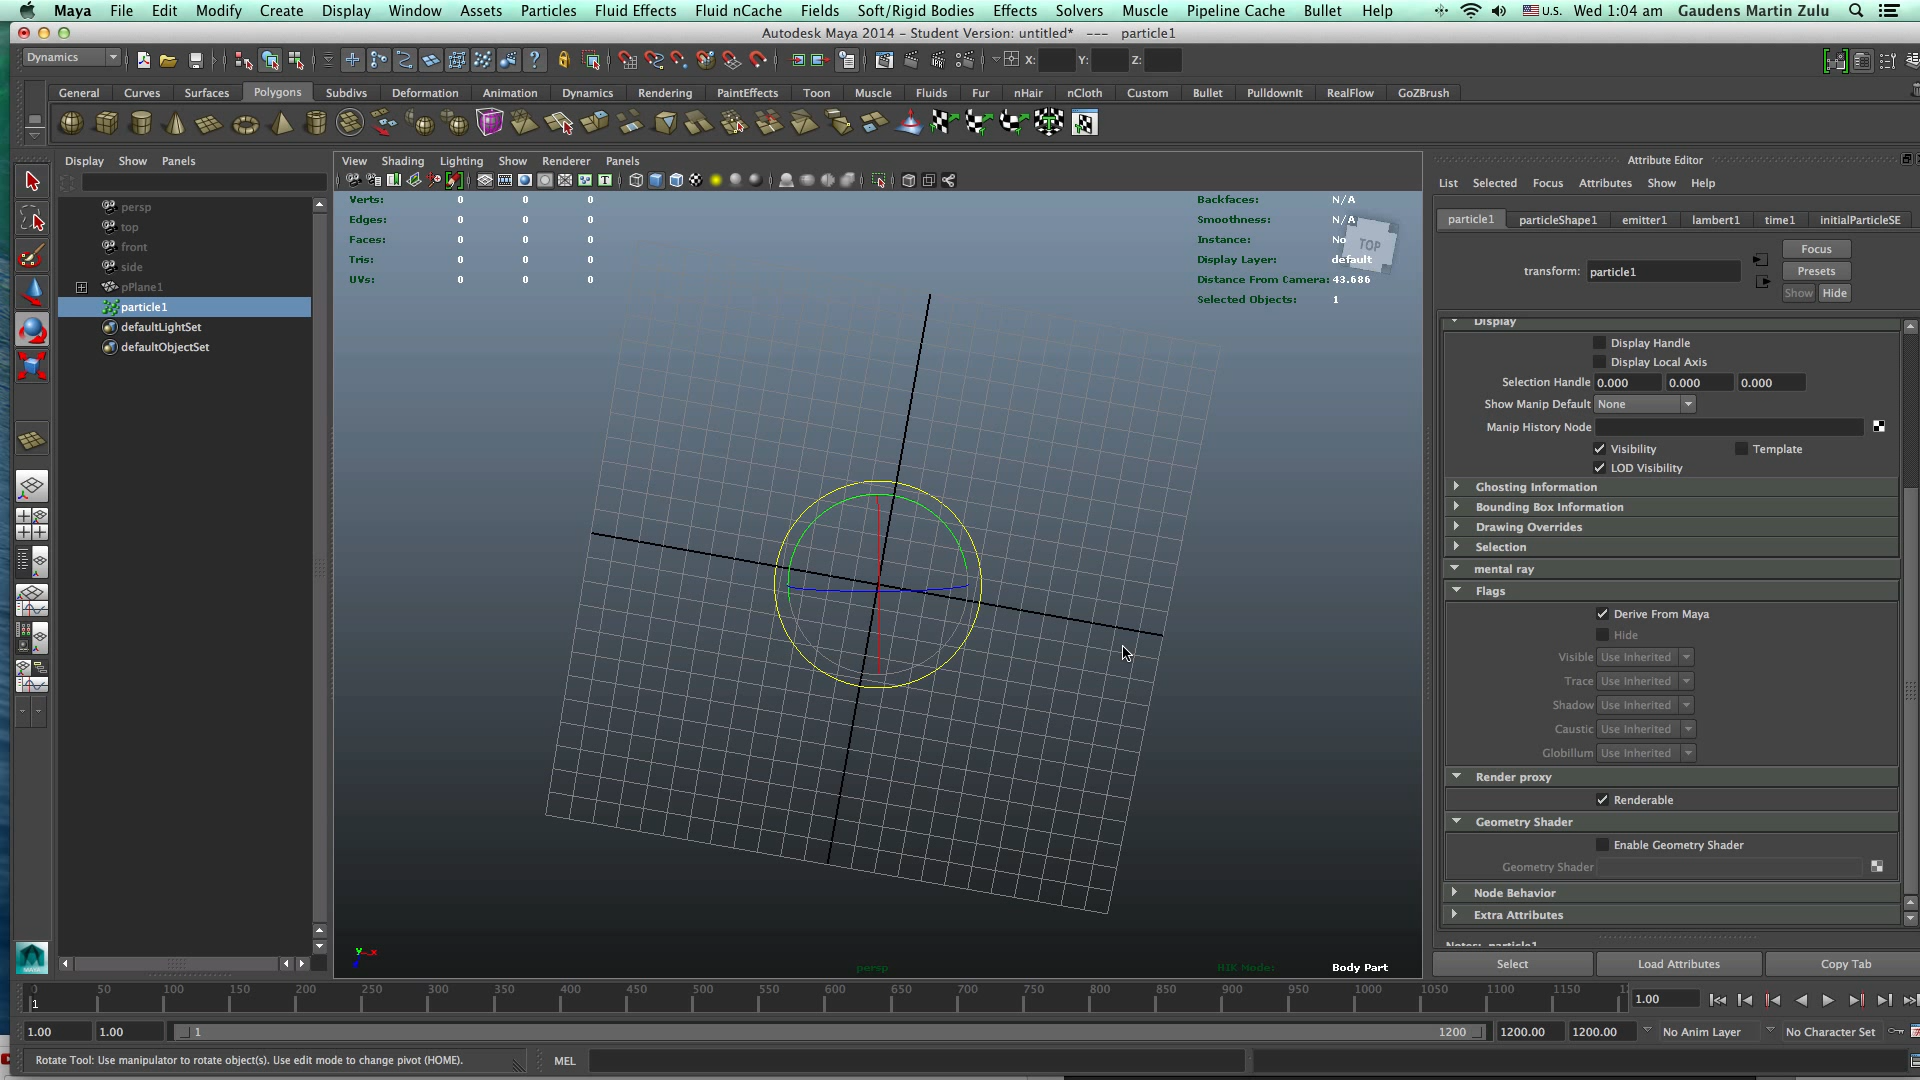 Maya File Edit Modify Create Display Window Assets Particles Fluid Effects Fluid nCache Fields Soft/Rigid Bodies Effects Solvers Muscle Pipeline Cache Bullet Help U.S. Wed 1:04 am Gaudens Martin Zulu
Autodesk Maya 2014 - Student Version: untitled* --- particle1
Dynamics X: Y: Z:
General Curves Surfaces Polygons Subdivs Deformation Animation Dynamics Rendering PaintEffects Toon Muscle Fluids Fur nHair nCloth Custom Bullet PulldownIt RealFlow GoZBrush
Display Show Panels
persp
top
front
side
pPlane1
particle1
defaultLightSet
defaultObjectSet
View Shading Lighting Show Renderer Panels
Verts: 0 0 0
Edges: 0 0 0
Faces: 0 0 0
Tris: 0 0 0
UVs: 0 0 0
Backfaces: N/A
Smoothness: N/A
Instance: No
Display Layer: default
Distance From Camera: 43.686
Selected Objects: 1
TOP
y x
persp
HIK Mode: Body Part
Attribute Editor
List Selected Focus Attributes Show Help
particle1 particleShape1 emitter1 lambert1 time1 initialParticleSE
transform: particle1
Focus
Presets
Show Hide
Display
Display Handle
Display Local Axis
Selection Handle 0.000 0.000 0.000
Show Manip Default None
Manip History Node
Visibility Template
LOD Visibility
Ghosting Information
Bounding Box Information
Drawing Overrides
Selection
mental ray
Flags
Derive From Maya
Hide
Visible Use Inherited
Trace Use Inherited
Shadow Use Inherited
Caustic Use Inherited
Globillum Use Inherited
Render proxy
Renderable
Geometry Shader
Enable Geometry Shader
Geometry Shader
Node Behavior
Extra Attributes
Notes: particle1
Select Load Attributes Copy Tab
0 50 100 150 200 250 300 350 400 450 500 550 600 650 700 750 800 850 900 950 1000 1050 1100 1150
1
1.00
1.00 1.00 1 1200 1200.00 1200.00 No Anim Layer No Character Set
Rotate Tool: Use manipulator to rotate object(s). Use edit mode to change pivot (HOME). MEL